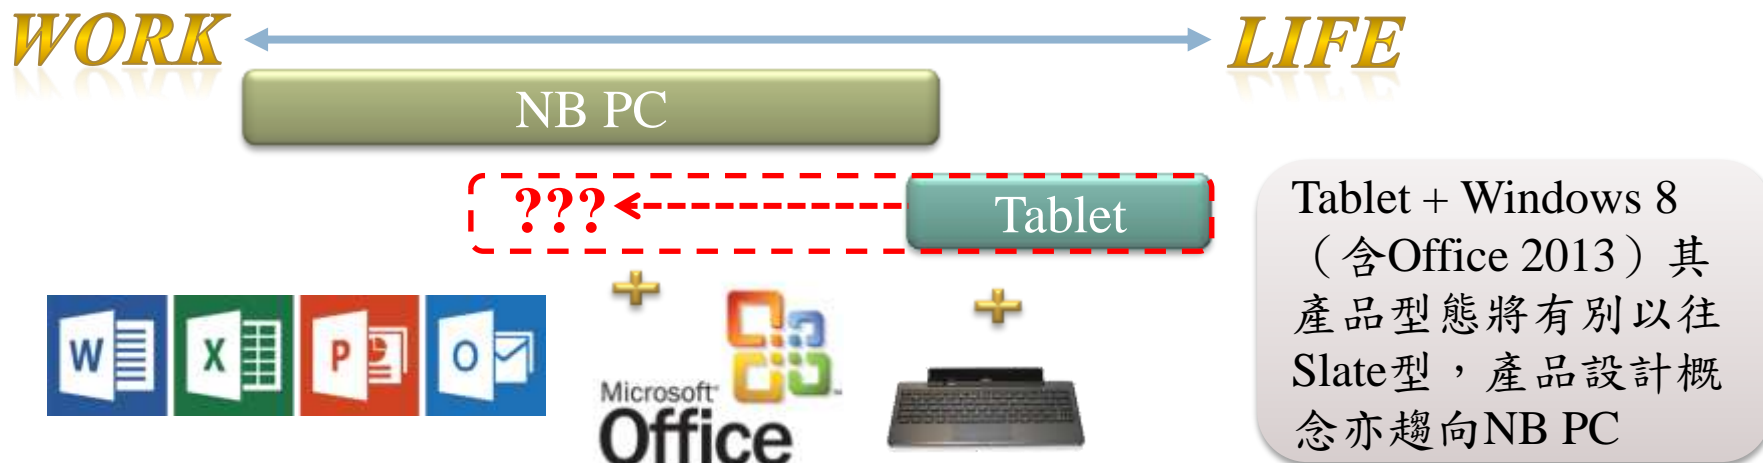 WORK
LIFE
NB PC
???
Tablet
Tablet + Windows 8
（含Office 2013）其
產品型態將有別以往
Slate型，產品設計概
念亦趨向NB PC
W
X
P
O
Microsoft
Office